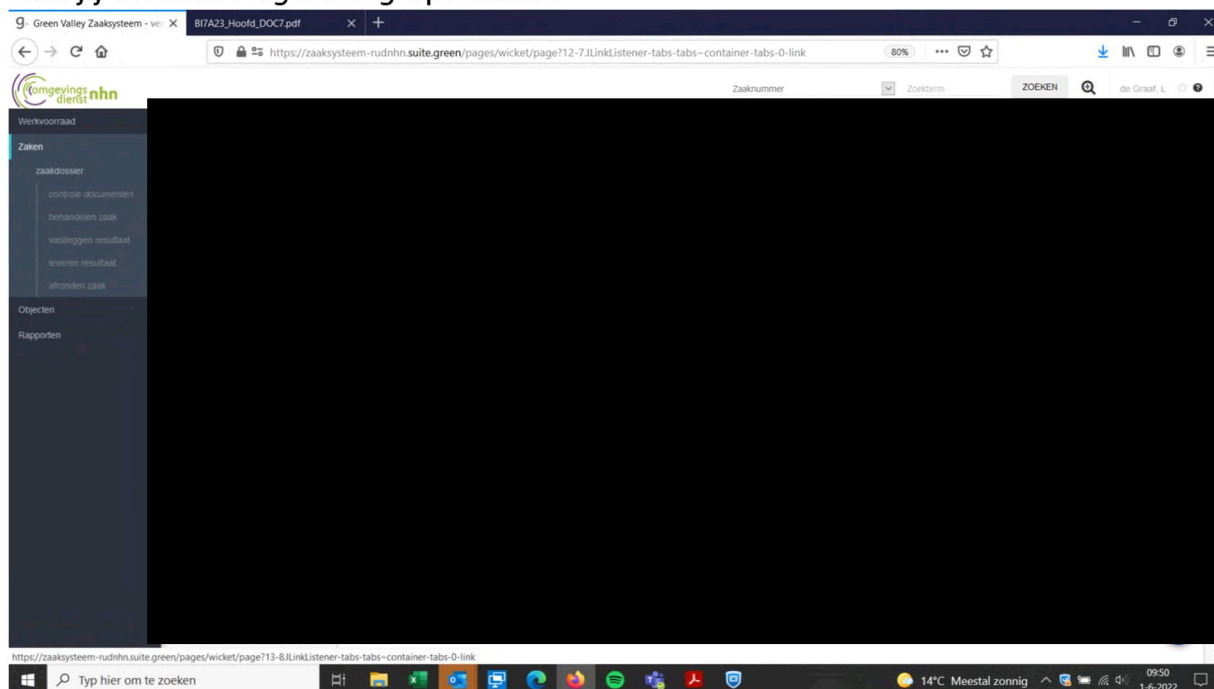 g- Green Valley Zaaksysteem - ve
BI7A23_Hoofd_DOC7.pdf
https://zaaksysteem-rudnhn.suite.green/pages/wicket/page?12-7.ILinkListener-tabs-tabs~container-tabs-0-link
80%
omgevings
dienst nhn
Zaaknummer
Zoekterm
ZOEKEN
de Graaf, L.
Werkvoorraad
Zaken
zaakdossier
controle documenten
behandelen zaak
vastleggen resultaat
leveren resultaat
afronden zaak
Objecten
Rapporten
https://zaaksysteem-rudnhn.suite.green/pages/wicket/page?13-8.ILinkListener-tabs-tabs~container-tabs-0-link
Typ hier om te zoeken
14°C Meestal zonnig
09:50
1-6-2022